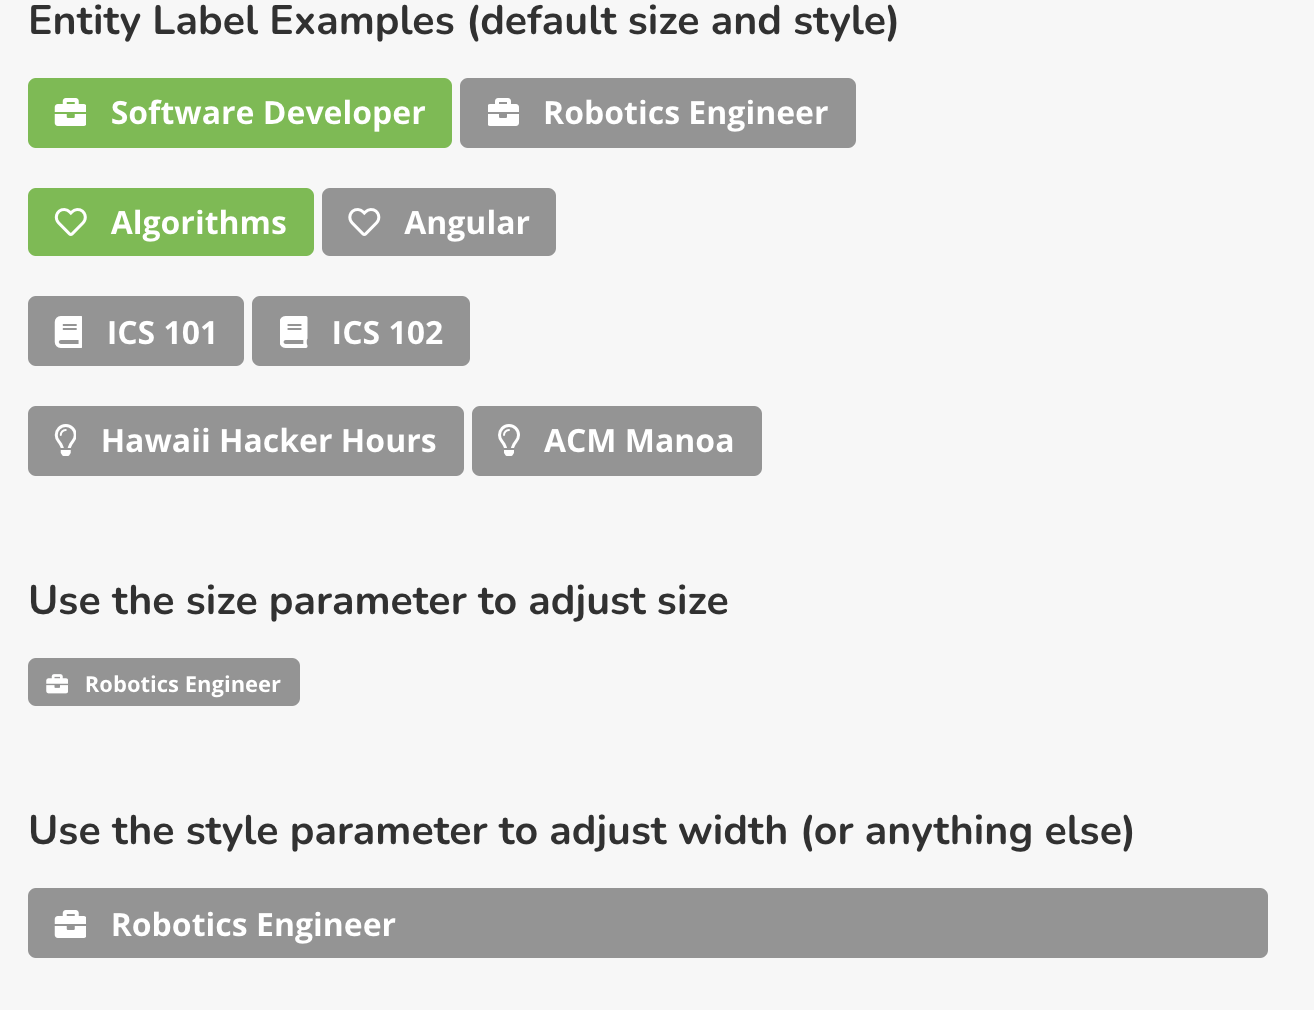 Entity Label Examples (default size and style)
Software Developer Robotics Engineer
Algorithms Angular
ICS 101 ICS 102
Hawaii Hacker Hours ACM Manoa
Use the size parameter to adjust size
Robotics Engineer
Use the style parameter to adjust width (or anything else)
Robotics Engineer